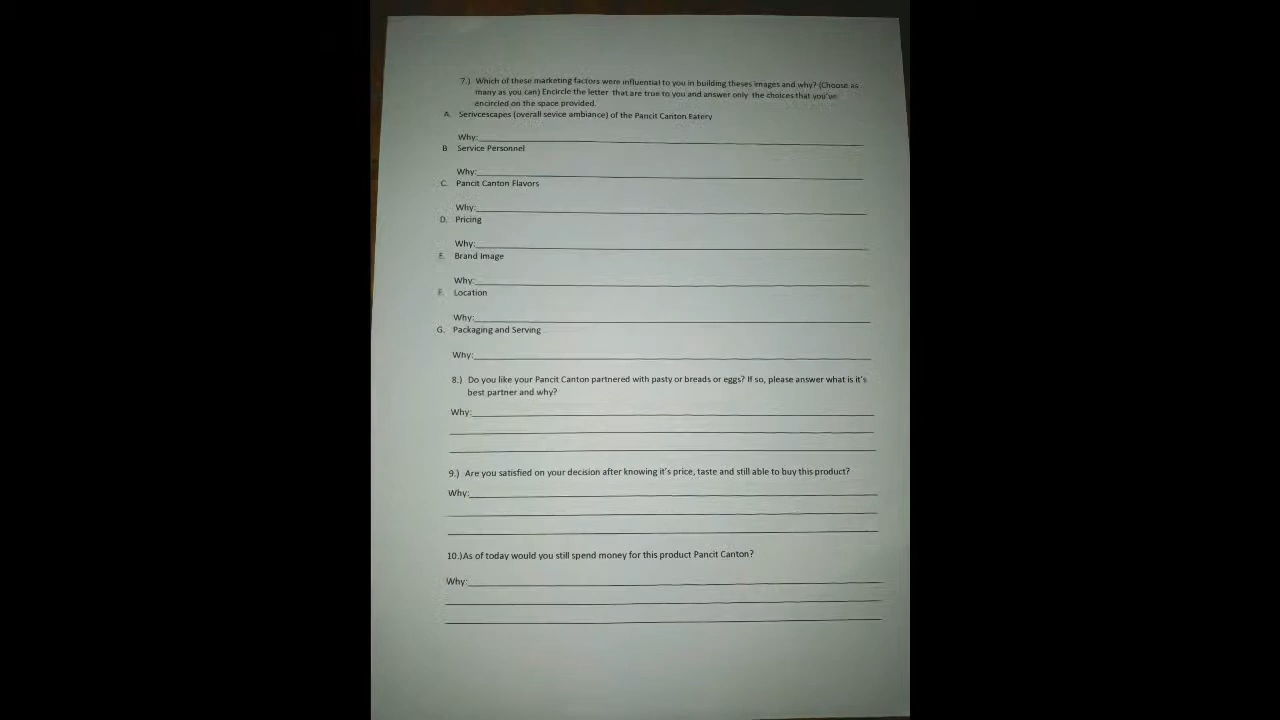 7.) Which of these marketing factors were influential to you in building theses images and why? (Choose as
many as you can) Encircle the letter that are true to you and answer only the choices that you've
encircled on the space provided.
A. Serivcescapes (overall sevice ambiance) of the Pancit Canton Eatery
Why:
B Service Personnel
Why:
C. Pancit Canton Flavors
Why:
D. Pricing
Why:
E. Brand Image
Why:
F. Location
Why:
G. Packaging and Serving
Why:
8.) Do you like your Pancit Canton partnered with pasty or breads or eggs? If so, please answer what is it's
best partner and why?
Why:
9.) Are you satisfied on your decision after knowing it's price, taste and still able to buy this product?
Why:
10.)As of today would you still spend money for this product Pancit Canton?
Why: